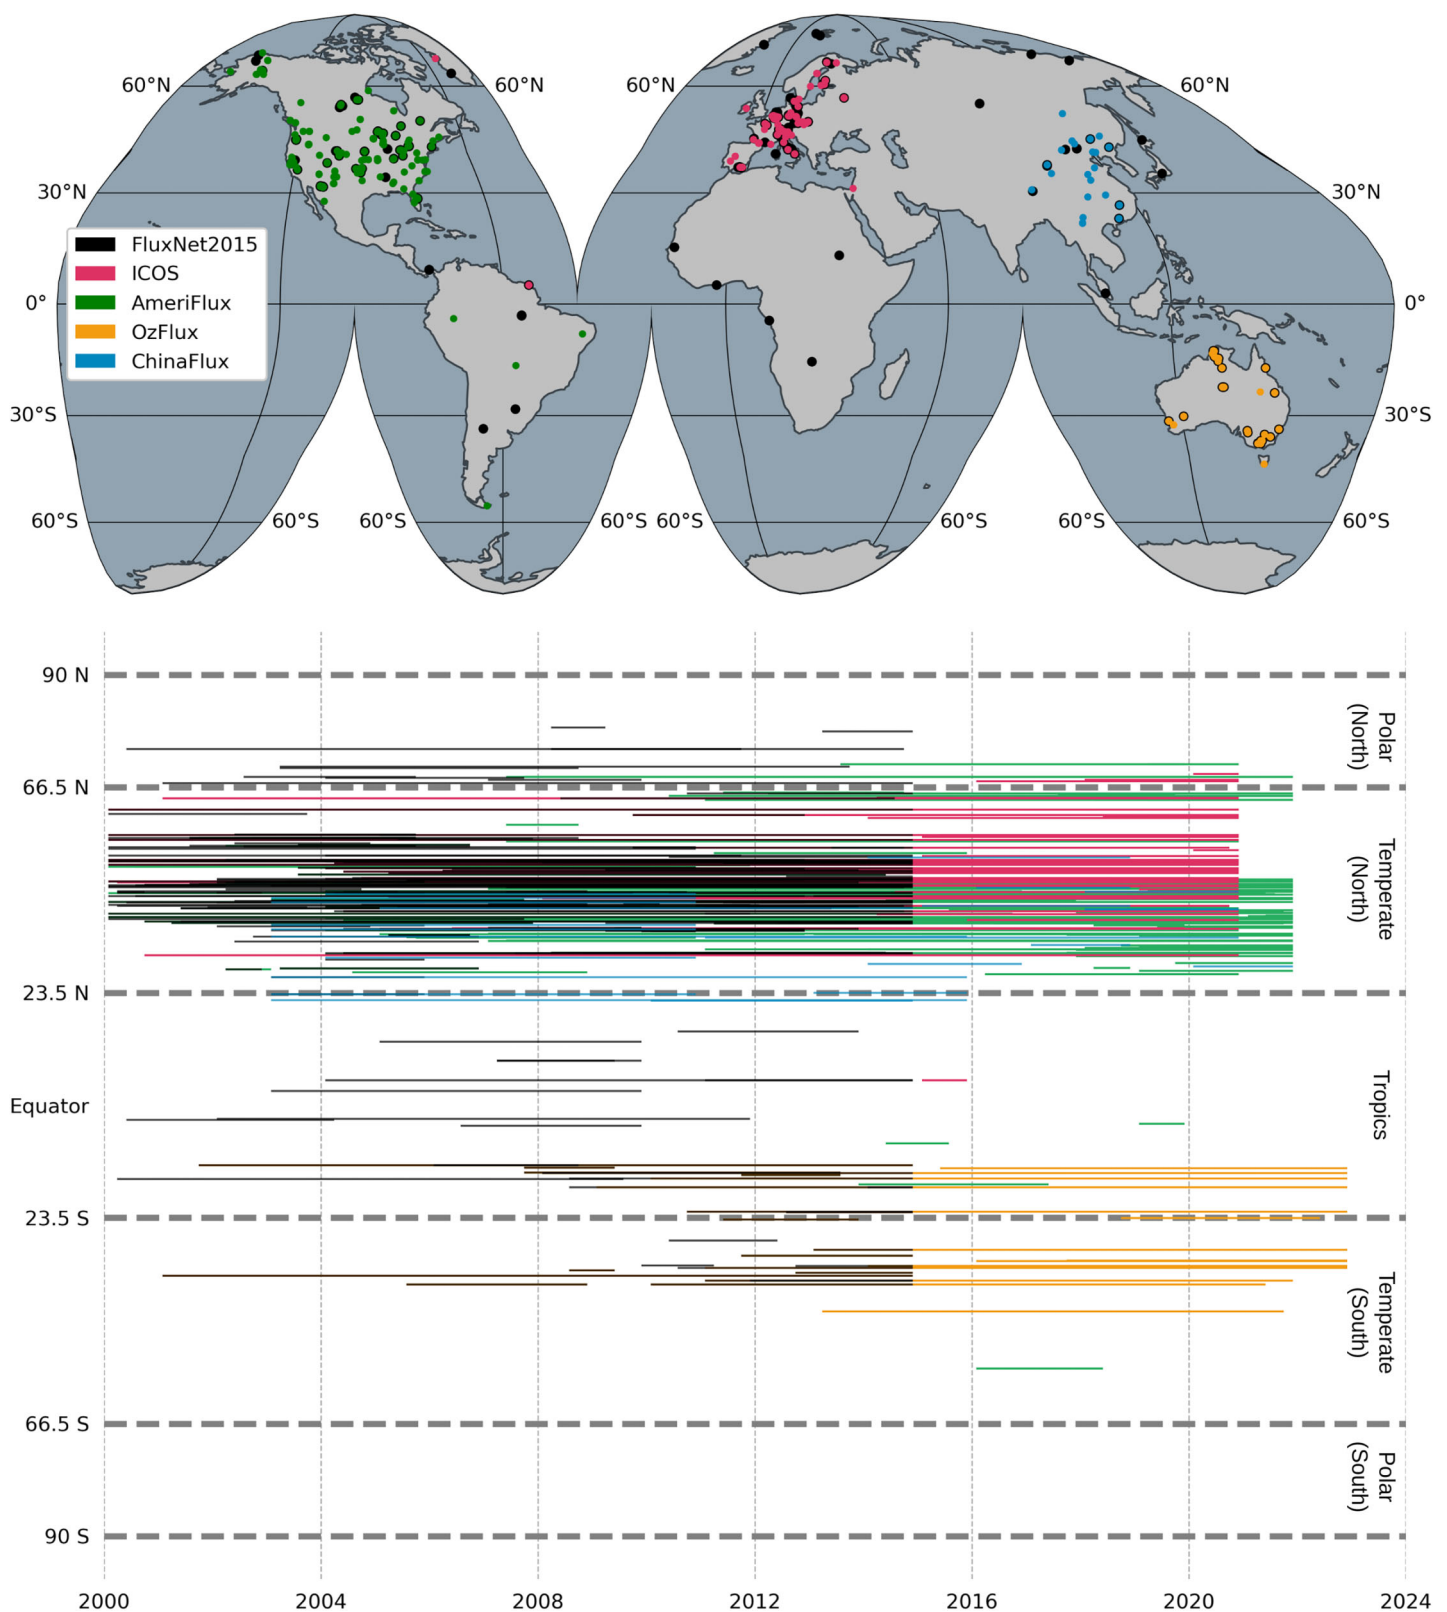 60°N 60°N 60°N 60°N
30°N 30°N
FluxNet2015
ICOS
AmeriFlux
OzFlux
ChinaFlux
0° 0°
30°S 30°S
60°S 60°S 60°S 60°S 60°S 60°S 60°S 60°S
90 N
Polar
(North)
66.5 N
Temperate
(North)
23.5 N
Equator
Tropics
23.5 S
Temperate
(South)
66.5 S
Polar
(South)
90 S
2000 2004 2008 2012 2016 2020 2024